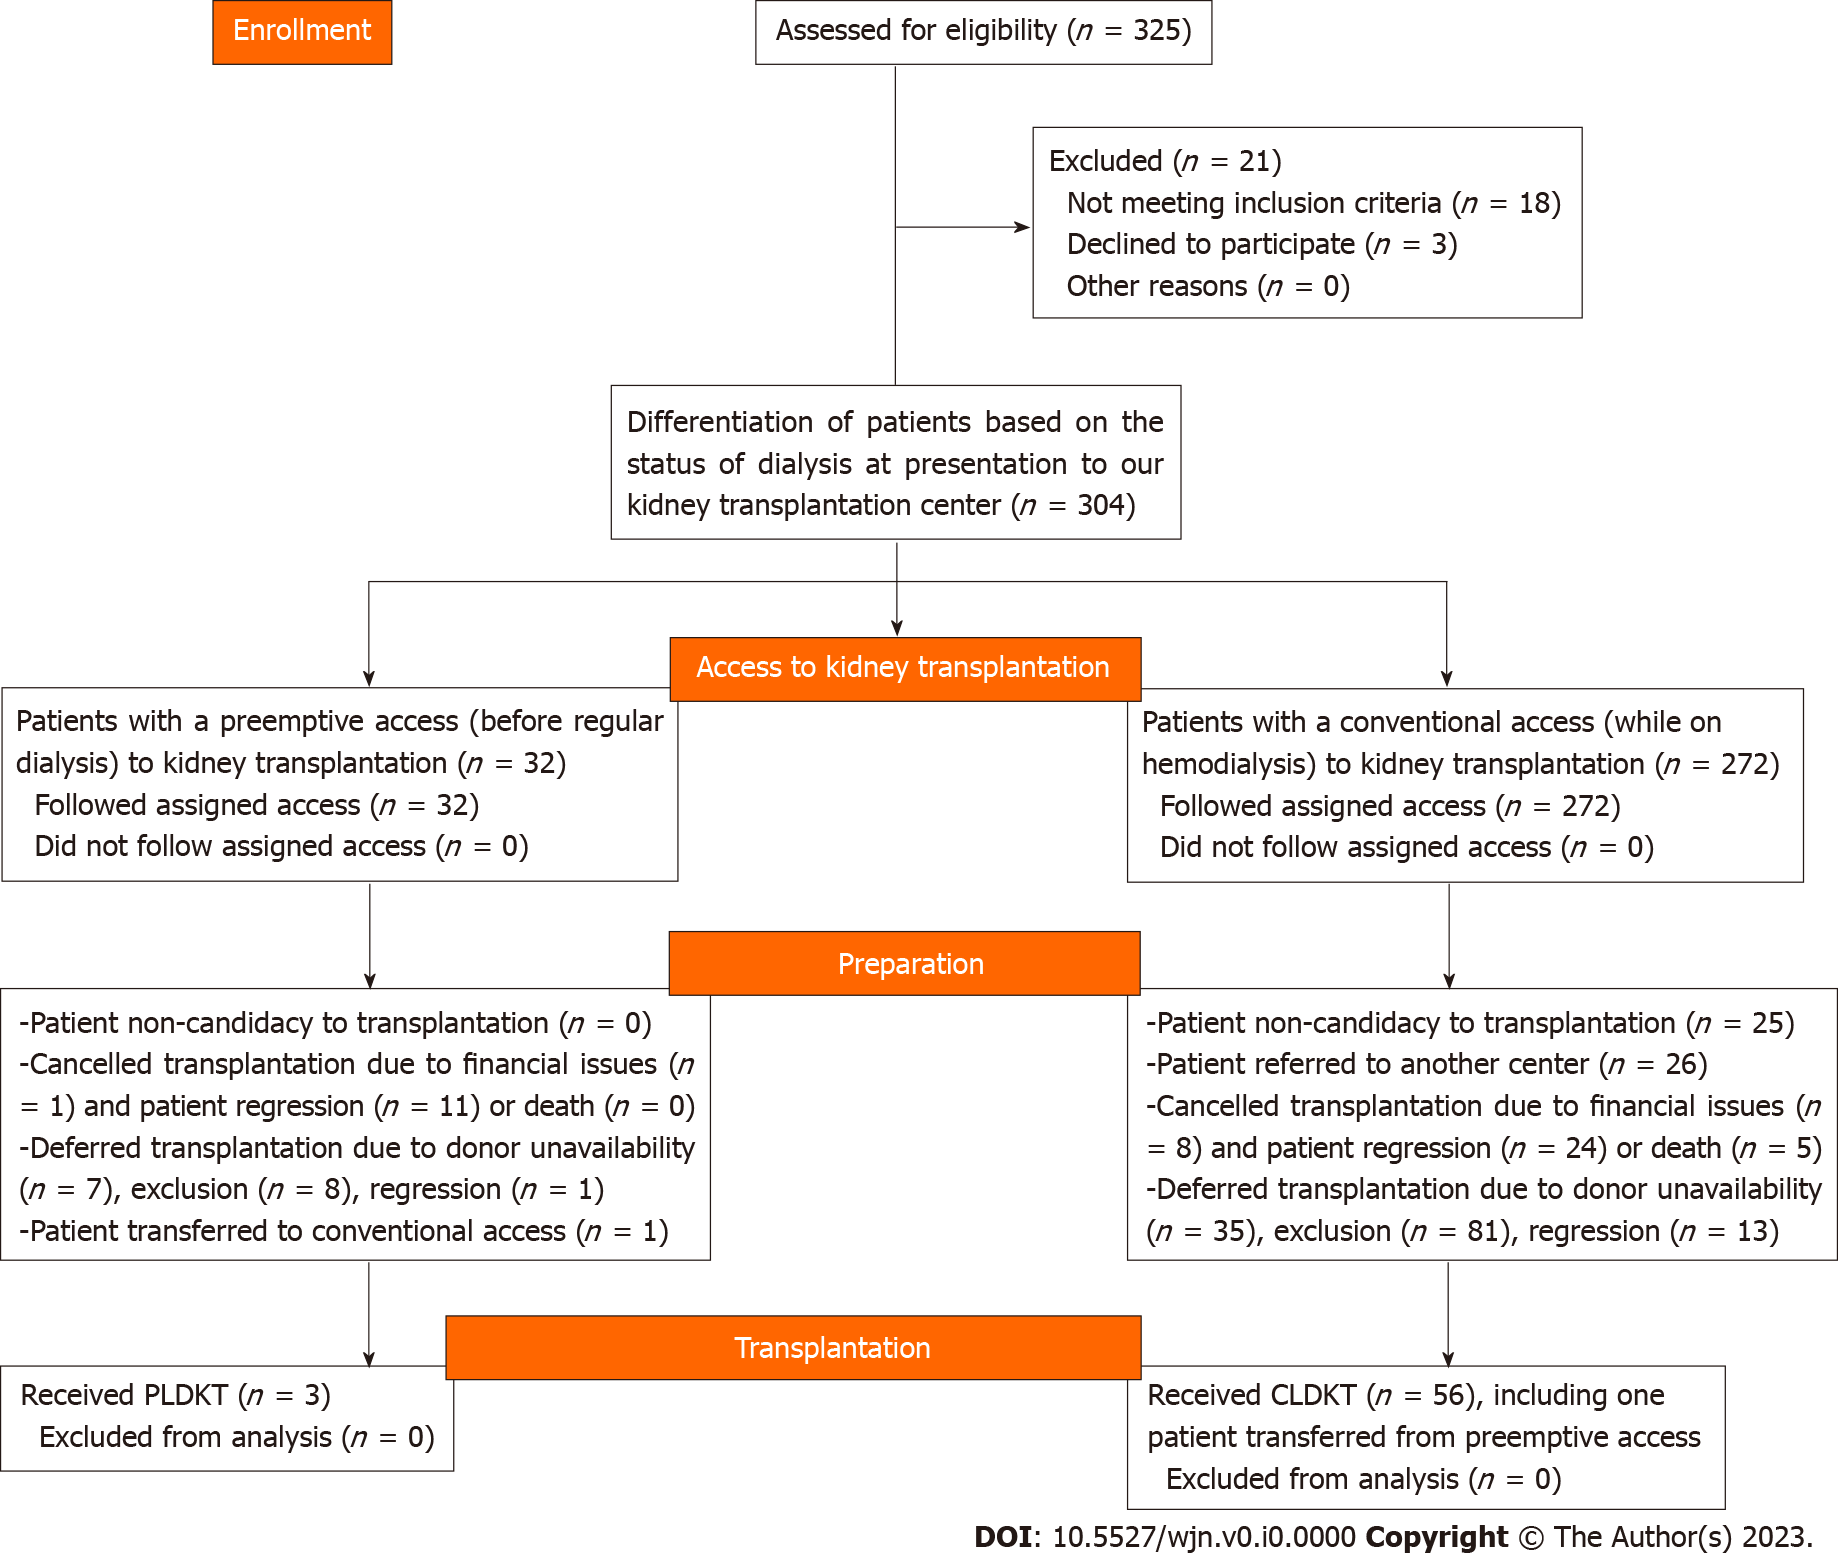 Enrollment
Assessed for eligibility (n = 325)
Excluded (n = 21)
Not meeting inclusion criteria (n = 18)
Declined to participate (n = 3)
Other reasons (n = 0)
Differentiation of patients based on the
status of dialysis at presentation to our
kidney transplantation center (n = 304)
Access to kidney transplantation
Patients with a preemptive access (before regular
dialysis) to kidney transplantation (n = 32)
Followed assigned access (n = 32)
Did not follow assigned access (n = 0)
Patients with a conventional access (while on
hemodialysis) to kidney transplantation (n = 272)
Followed assigned access (n = 272)
Did not follow assigned access (n = 0)
Preparation
-Patient non-candidacy to transplantation (n = 0)
-Cancelled transplantation due to financial issues (n
= 1) and patient regression (n = 11) or death (n = 0)
-Deferred transplantation due to donor unavailability
(n = 7), exclusion (n = 8), regression (n = 1)
-Patient transferred to conventional access (n = 1)
-Patient non-candidacy to transplantation (n = 25)
-Patient referred to another center (n = 26)
-Cancelled transplantation due to financial issues (n
= 8) and patient regression (n = 24) or death (n = 5)
-Deferred transplantation due to donor unavailability
(n = 35), exclusion (n = 81), regression (n = 13)
Transplantation
Received PLDKT (n = 3)
Excluded from analysis (n = 0)
Received CLDKT (n = 56), including one
patient transferred from preemptive access
Excluded from analysis (n = 0)
DOI: 10.5527/wjn.v0.i0.0000 Copyright © The Author(s) 2023.